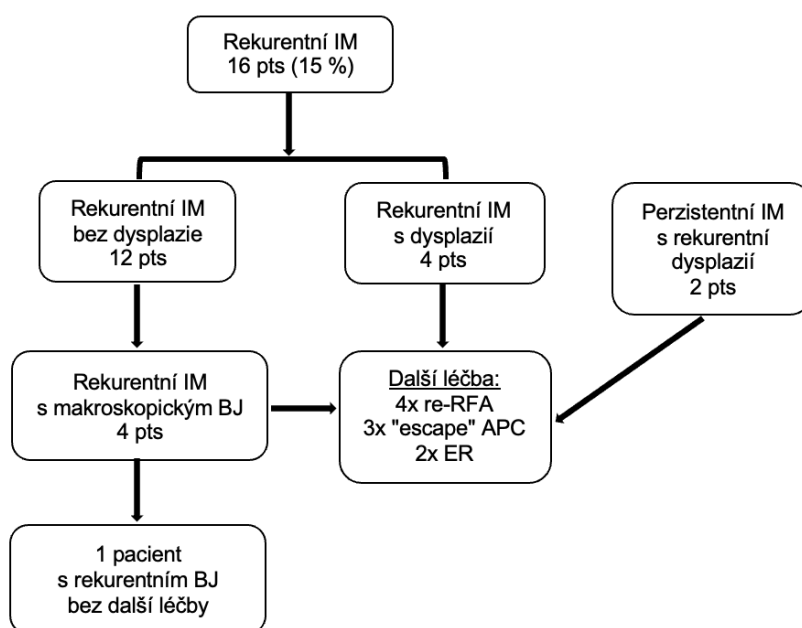 Rekurentní IM
16 pts (15 %)
Rekurentní IM
bez dysplazie
12 pts
Rekurentní IM
s dysplazií
4 pts
Perzistentní IM
s rekurentní
dysplazií
2 pts
Rekurentní IM
s makroskopickým BJ
4 pts
Další léčba:
4x re-RFA
3x "escape" APC
2x ER
1 pacient
s rekurentním BJ
bez další léčby